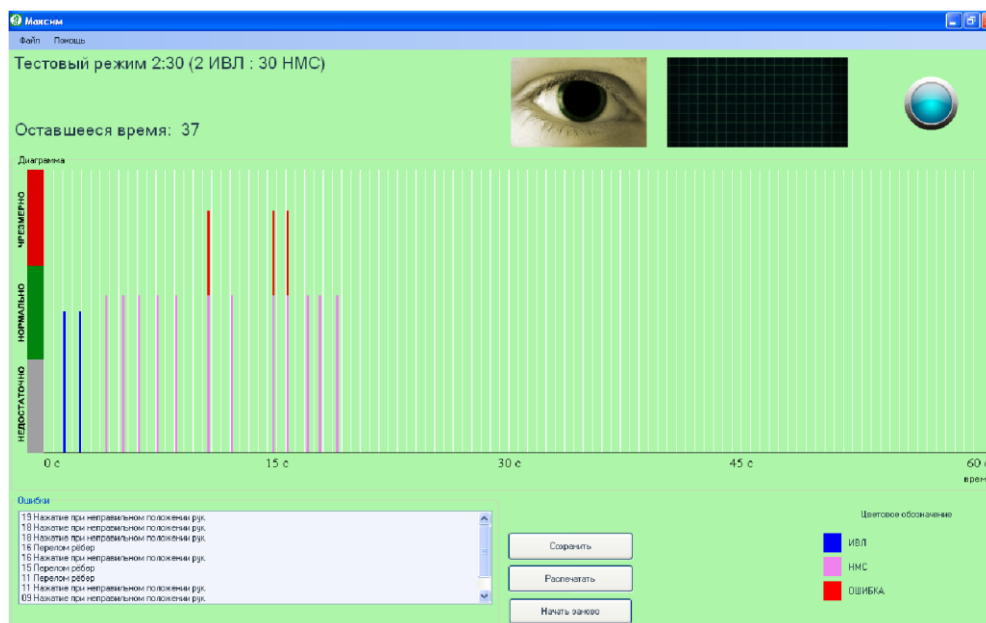 Максим
Файл Помощь
Тестовый режим 2:30 (2 ИВЛ : 30 НМС)
Оставшееся время: 37
Диаграмма
ЧРЕЗМЕРНО
НОРМАЛЬНО
НЕДОСТАТОЧНО
0 с 15 с 30 с 45 с 60
врем
Ошибки
19 Нажатие при неправильном положении рук.
18 Нажатие при неправильном положении рук.
18 Нажатие при неправильном положении рук.
16 Перелом рёбер
16 Нажатие при неправильном положении рук.
15 Перелом рёбер
11 Перелом рёбер
11 Нажатие при неправильном положении рук.
09 Нажатие при неправильном положении рук.
Сохранить
Распечатать
Начать заново
Цветовое обозначение
ИВЛ
НМС
ОШИБКА